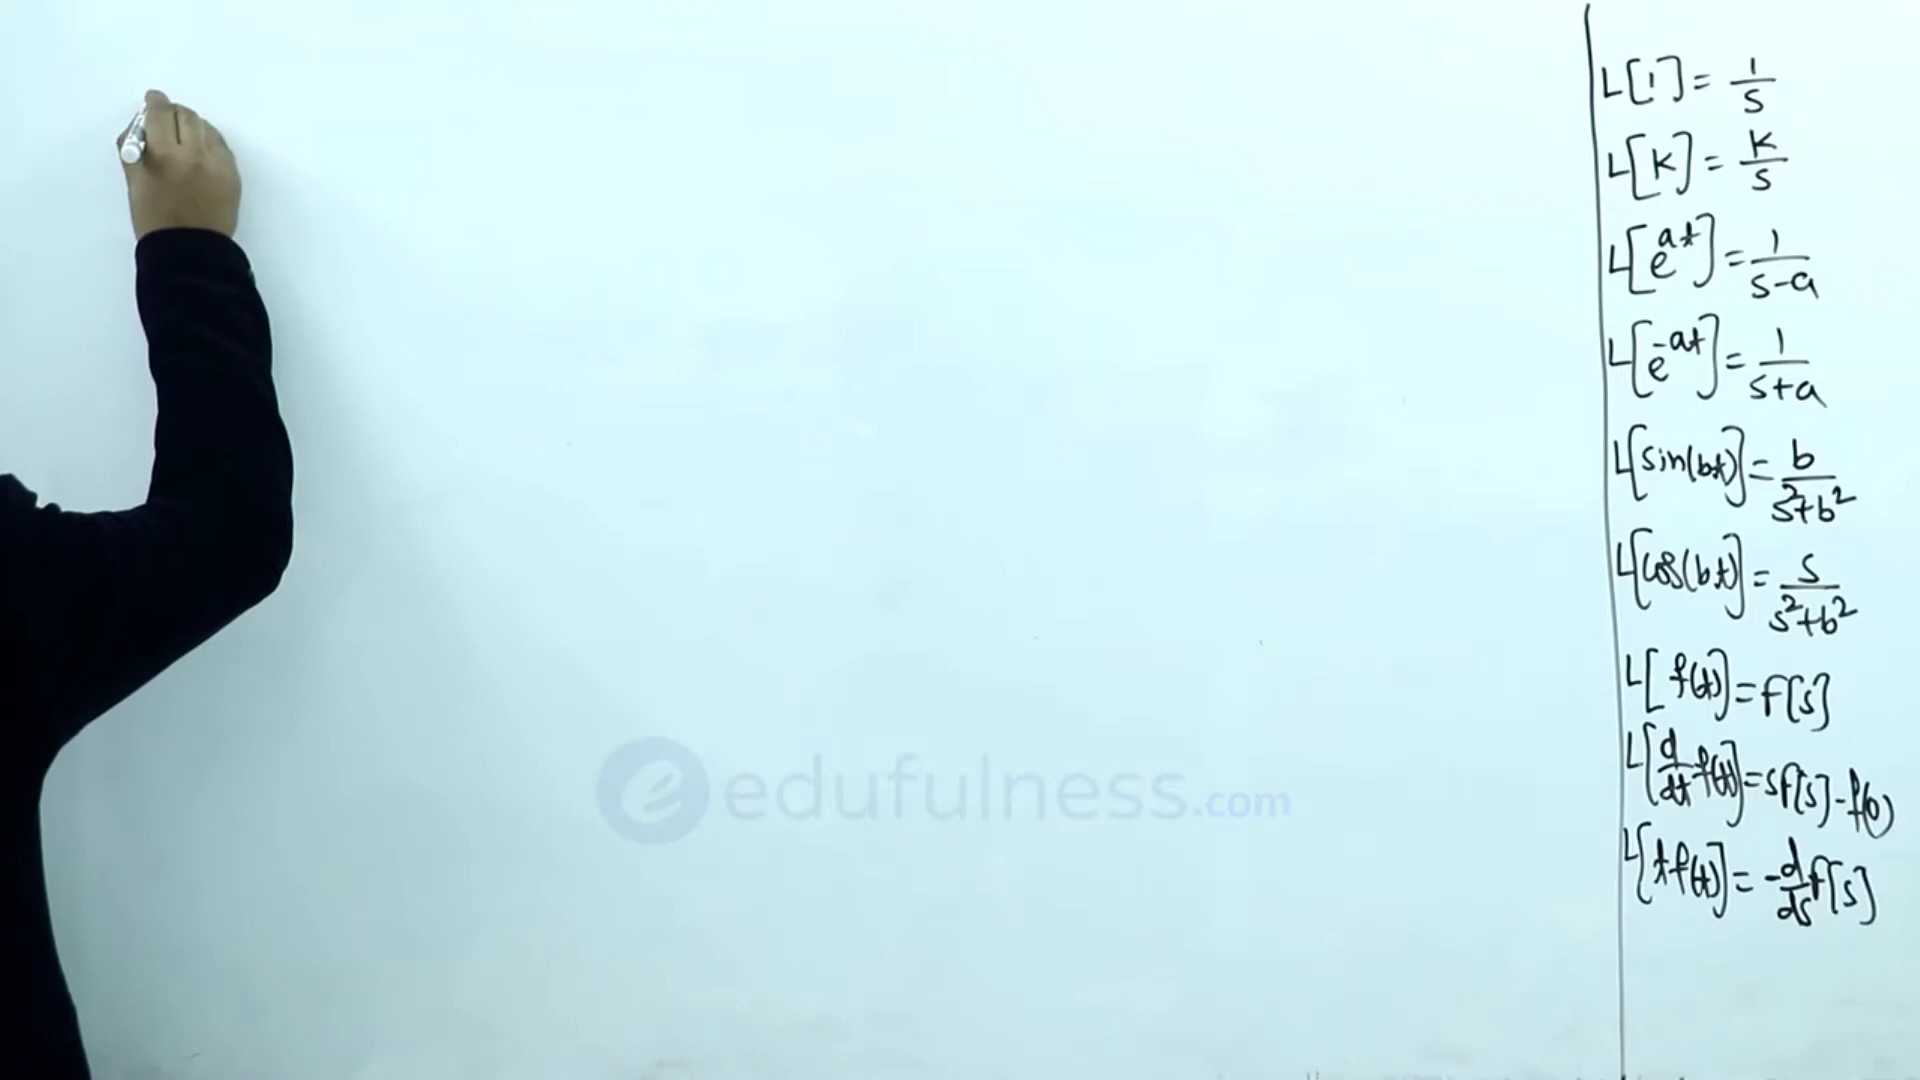 L[1] = 1/s
L[K] = K/s
L[e^at] = 1/(s-a)
L[e^-at] = 1/(s+a)
L[sin(bt)] = b/(s²+b²)
L[cos(bt)] = s/(s²+b²)
L[f(t)] = F[s]
L[d/dt f(t)] = sF[s] - f(0)
L[t f(t)] = -d/ds F[s]
edufulness.com